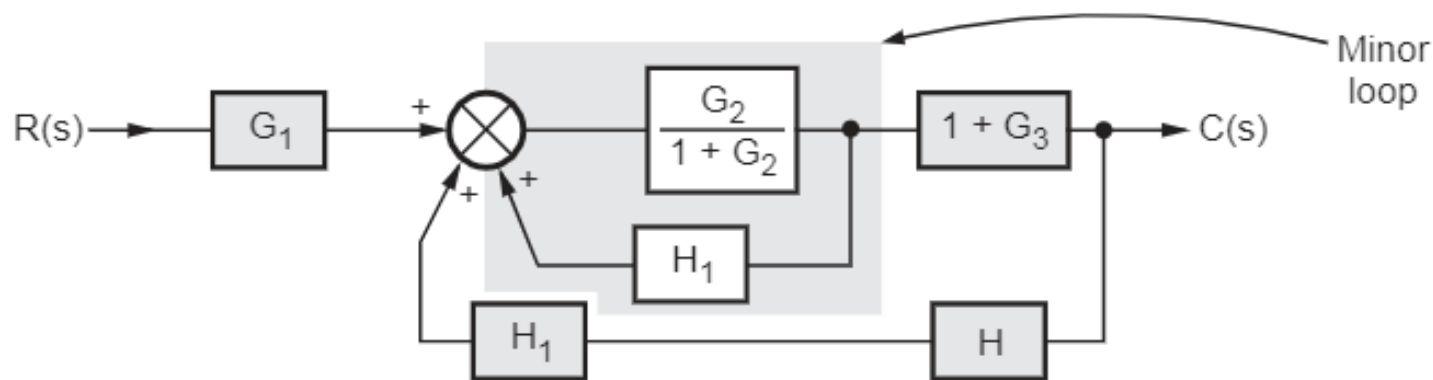 Minor
loop
R(s)
G₁
+
G₂
1 + G₂
1 + G₃
C(s)
+
+
H₁
H₁
H